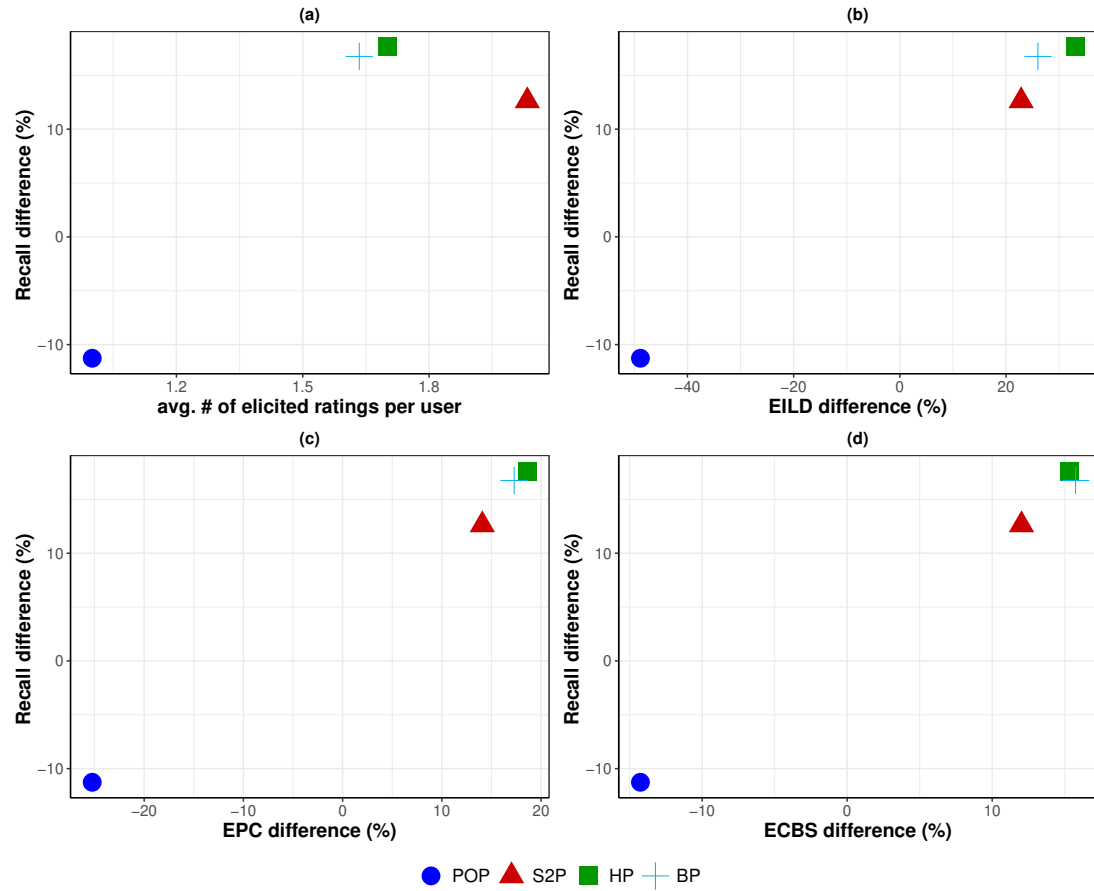 (a)
Recall difference (%)
10
0
−10
1.2 1.5 1.8
avg. # of elicited ratings per user
(b)
Recall difference (%)
10
0
−10
−40 −20 0 20
EILD difference (%)
(c)
Recall difference (%)
10
0
−10
−20 −10 0 10 20
EPC difference (%)
(d)
Recall difference (%)
10
0
−10
−10 0 10
ECBS difference (%)
POP S2P HP BP